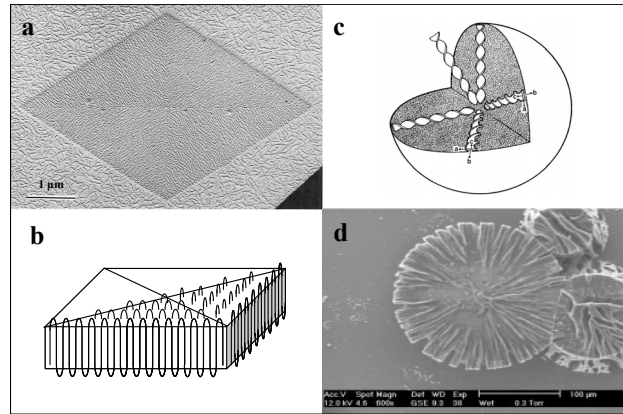 a
1 µm
b
c
b
a
a
b
d
Acc.V Spot Magn Det WD Exp 100 µm
12.0 kV 4.6 600x GSE 9.3 38 Wet 0.3 Torr